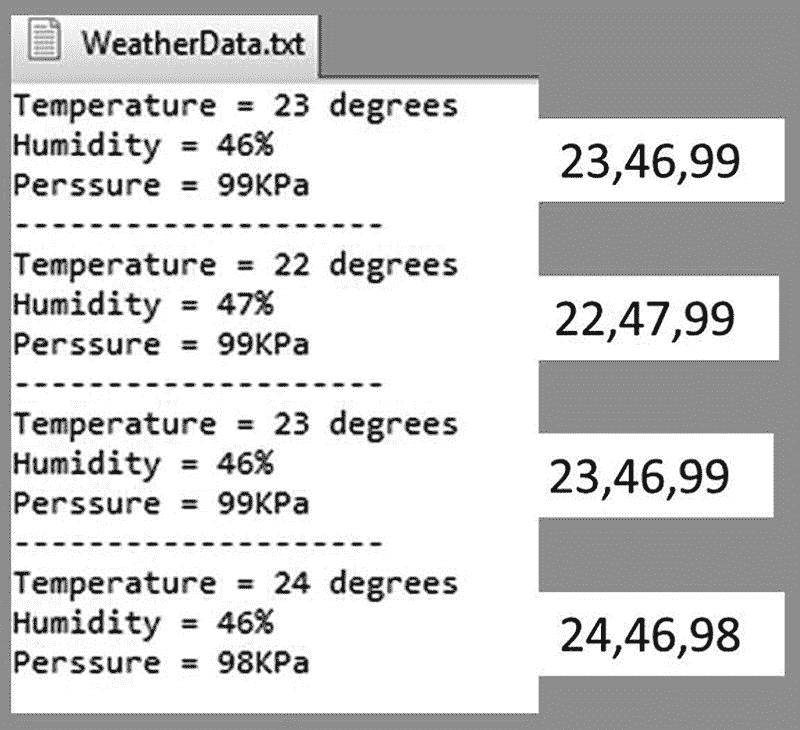 WeatherData.txt
Temperature = 23 degrees
Humidity = 46%
Perssure = 99KPa
23,46,99
--------------------
Temperature = 22 degrees
Humidity = 47%
Perssure = 99KPa
22,47,99
--------------------
Temperature = 23 degrees
Humidity = 46%
Perssure = 99KPa
23,46,99
--------------------
Temperature = 24 degrees
Humidity = 46%
Perssure = 98KPa
24,46,98